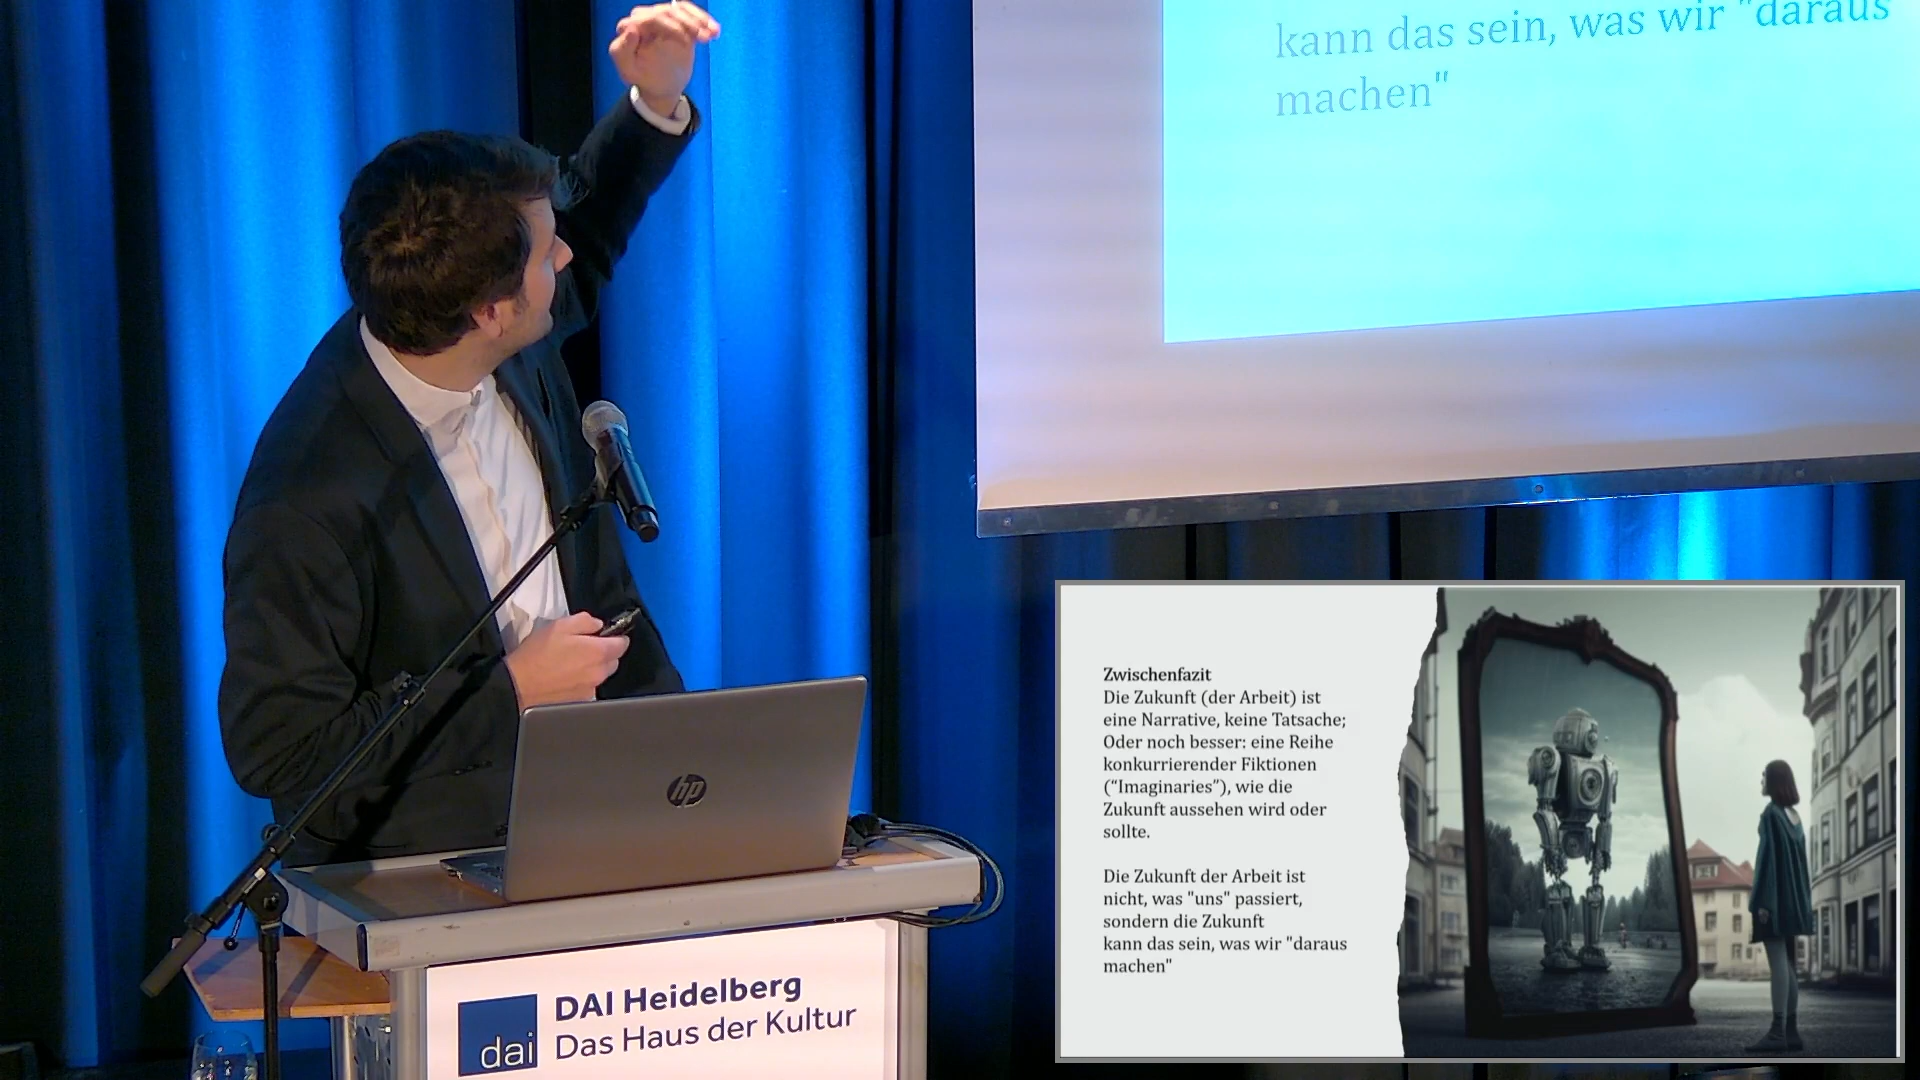 kann das sein, was wir "daraus
machen"
hp
dai
DAI Heidelberg
Das Haus der Kultur
Zwischenfazit
Die Zukunft (der Arbeit) ist
eine Narrative, keine Tatsache;
Oder noch besser: eine Reihe
konkurrierender Fiktionen
(“Imaginaries”), wie die
Zukunft aussehen wird oder
sollte.
Die Zukunft der Arbeit ist
nicht, was "uns" passiert,
sondern die Zukunft
kann das sein, was wir "daraus
machen"